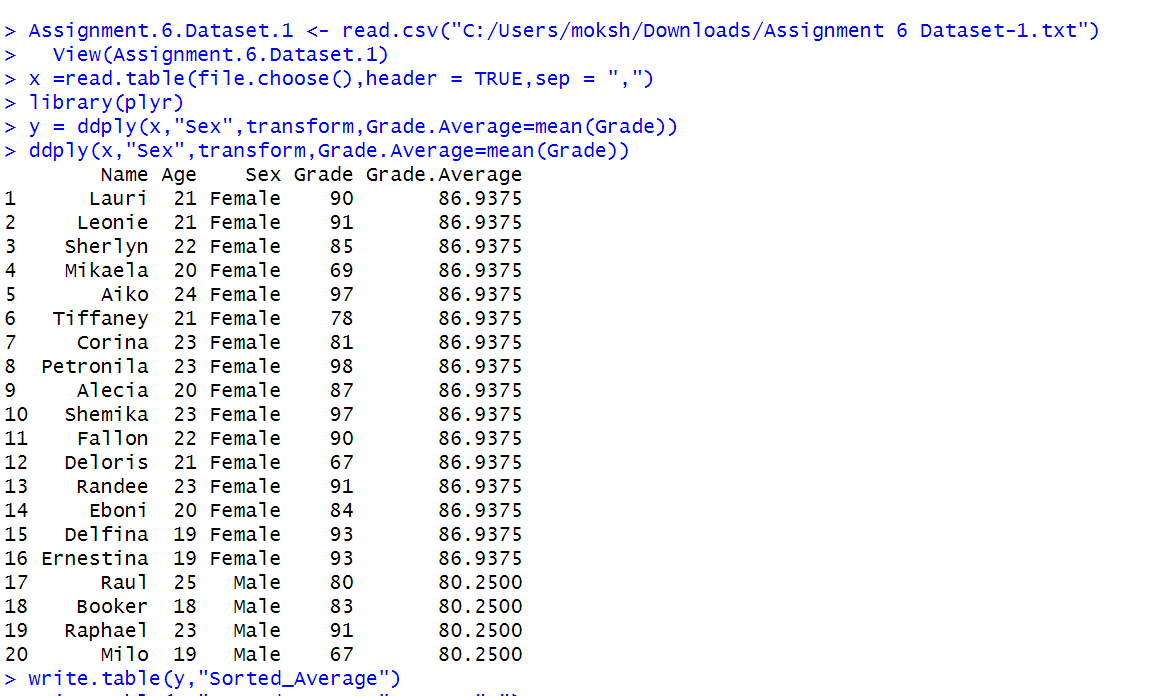 > Assignment.6.Dataset.1 <- read.csv("C:/Users/moksh/Downloads/Assignment 6 Dataset-1.txt")
>   View(Assignment.6.Dataset.1)
> x =read.table(file.choose(),header = TRUE,sep = ",")
> library(plyr)
> y = ddply(x,"Sex",transform,Grade.Average=mean(Grade))
> ddply(x,"Sex",transform,Grade.Average=mean(Grade))
        Name Age    Sex Grade Grade.Average
1      Lauri  21 Female    90       86.9375
2     Leonie  21 Female    91       86.9375
3    Sherlyn  22 Female    85       86.9375
4    Mikaela  20 Female    69       86.9375
5       Aiko  24 Female    97       86.9375
6   Tiffaney  21 Female    78       86.9375
7     Corina  23 Female    81       86.9375
8  Petronila  23 Female    98       86.9375
9     Alecia  20 Female    87       86.9375
10   Shemika  23 Female    97       86.9375
11    Fallon  22 Female    90       86.9375
12   Deloris  21 Female    67       86.9375
13    Randee  23 Female    91       86.9375
14     Eboni  20 Female    84       86.9375
15   Delfina  19 Female    93       86.9375
16 Ernestina  19 Female    93       86.9375
17      Raul  25   Male    80       80.2500
18    Booker  18   Male    83       80.2500
19   Raphael  23   Male    91       80.2500
20      Milo  19   Male    67       80.2500
> write.table(y,"Sorted_Average")